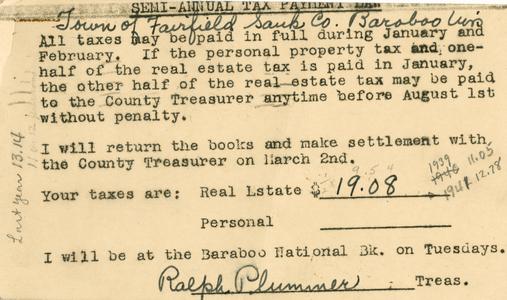 SEMI-ANNUAL TAX PAYMENT LAW
Town of Fairfield Sauk Co. Baraboo Wis
All taxes may be paid in full during January and
February. If the personal property tax and one-
half of the real estate tax is paid in January,
the other half of the real estate tax may be paid
to the County Treasurer anytime before August 1st
without penalty.
I will return the books and make settlement with
the County Treasurer on March 2nd.
Your taxes are: Real Lstate $ 19.08
Personal
I will be at the Baraboo National Bk. on Tuesdays.
Ralph Plummer Treas.
Last year 13.14
1939
1940 11.05
1941 12.78